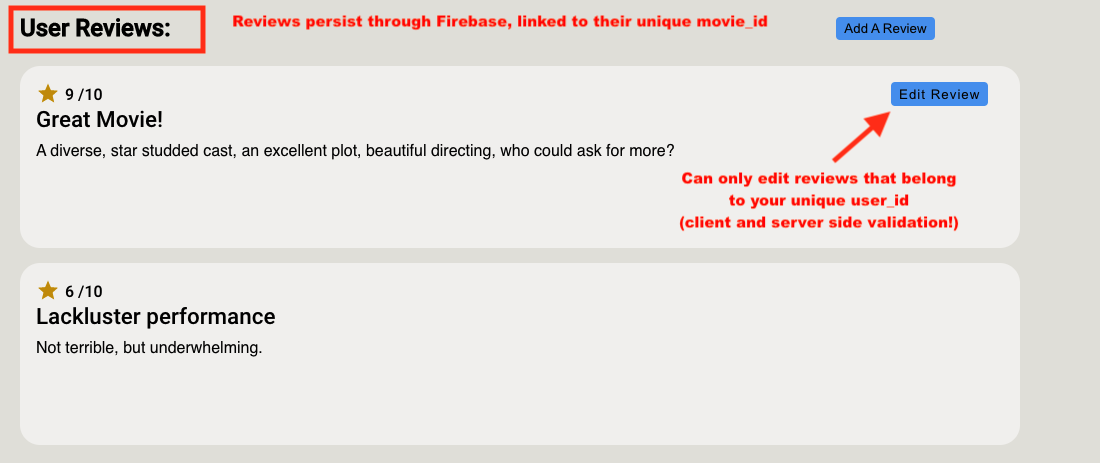 User Reviews:
Reviews persist through Firebase, linked to their unique movie_id
Add A Review
9 /10
Edit Review
Great Movie!
A diverse, star studded cast, an excellent plot, beautiful directing, who could ask for more?
Can only edit reviews that belong
to your unique user_id
(client and server side validation!)
6 /10
Lackluster performance
Not terrible, but underwhelming.